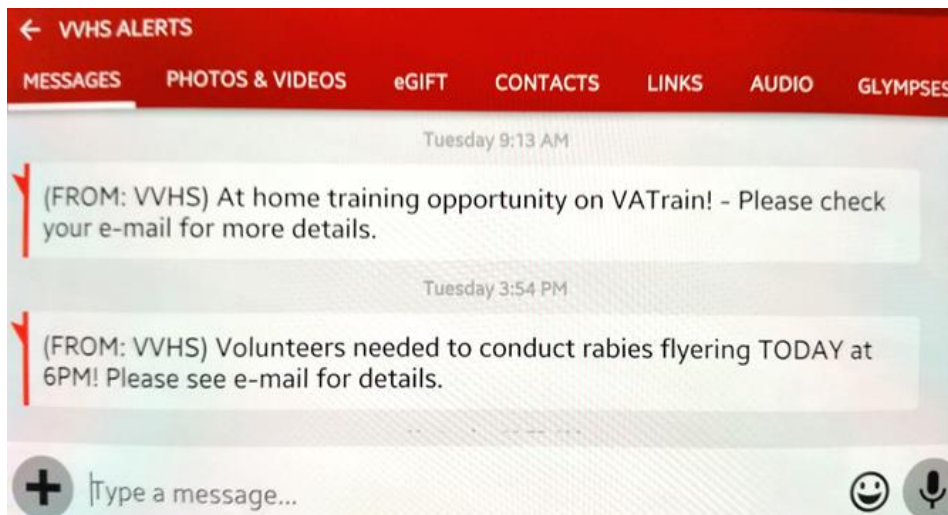 VVHS ALERTS
MESSAGES PHOTOS & VIDEOS eGIFT CONTACTS LINKS AUDIO GLYMPSES
Tuesday 9:13 AM
(FROM: VVHS) At home training opportunity on VATrain! - Please check
your e-mail for more details.
Tuesday 3:54 PM
(FROM: VVHS) Volunteers needed to conduct rabies flyering TODAY at
6PM! Please see e-mail for details.
Type a message...